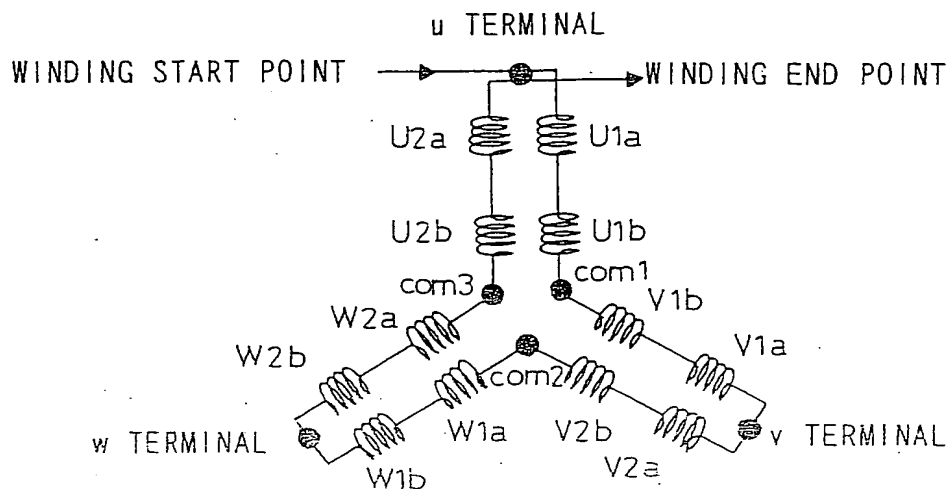 u TERMINAL
WINDING START POINT
WINDING END POINT
U2a
U1a
U2b
U1b
com3
com1
W2a
V1b
W2b
V1a
com2
w TERMINAL
W1a
V2b
v TERMINAL
W1b
V2a